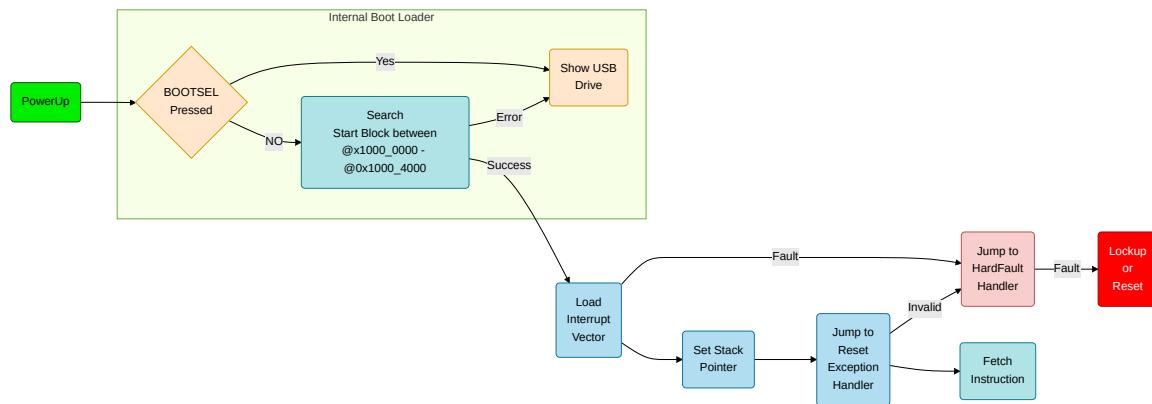 Internal Boot Loader
PowerUp
BOOTSEL
Pressed
Yes
NO
Search
Start Block between
@x1000_0000 -
@0x1000_4000
Error
Success
Show USB
Drive
Load
Interrupt
Vector
Fault
Set Stack
Pointer
Jump to
Reset
Exception
Handler
Invalid
Jump to
HardFault
Handler
Fault
Lockup
or
Reset
Fetch
Instruction